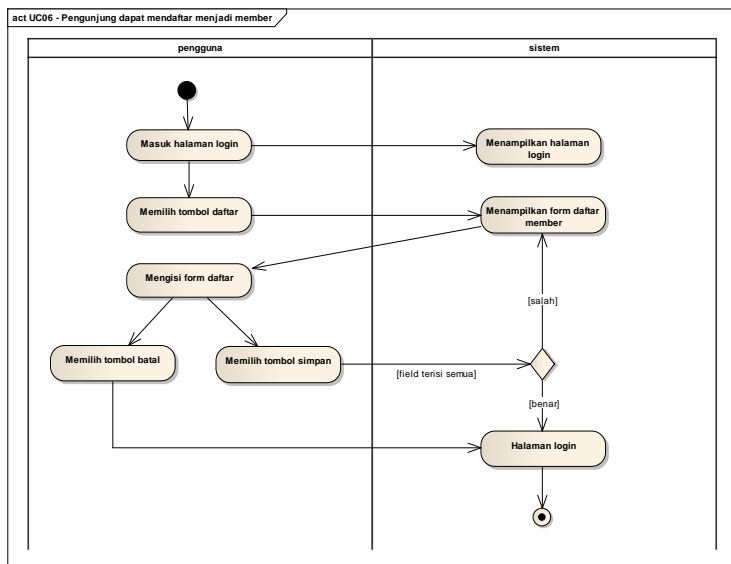 act UC06 - Pengunjung dapat mendaftar menjadi member
pengguna
sistem
Masuk halaman login
Menampilkan halaman
login
Memilih tombol daftar
Menampilkan form daftar
member
Mengisi form daftar
[salah]
Memilih tombol batal
Memilih tombol simpan
[field terisi semua]
[benar]
Halaman login